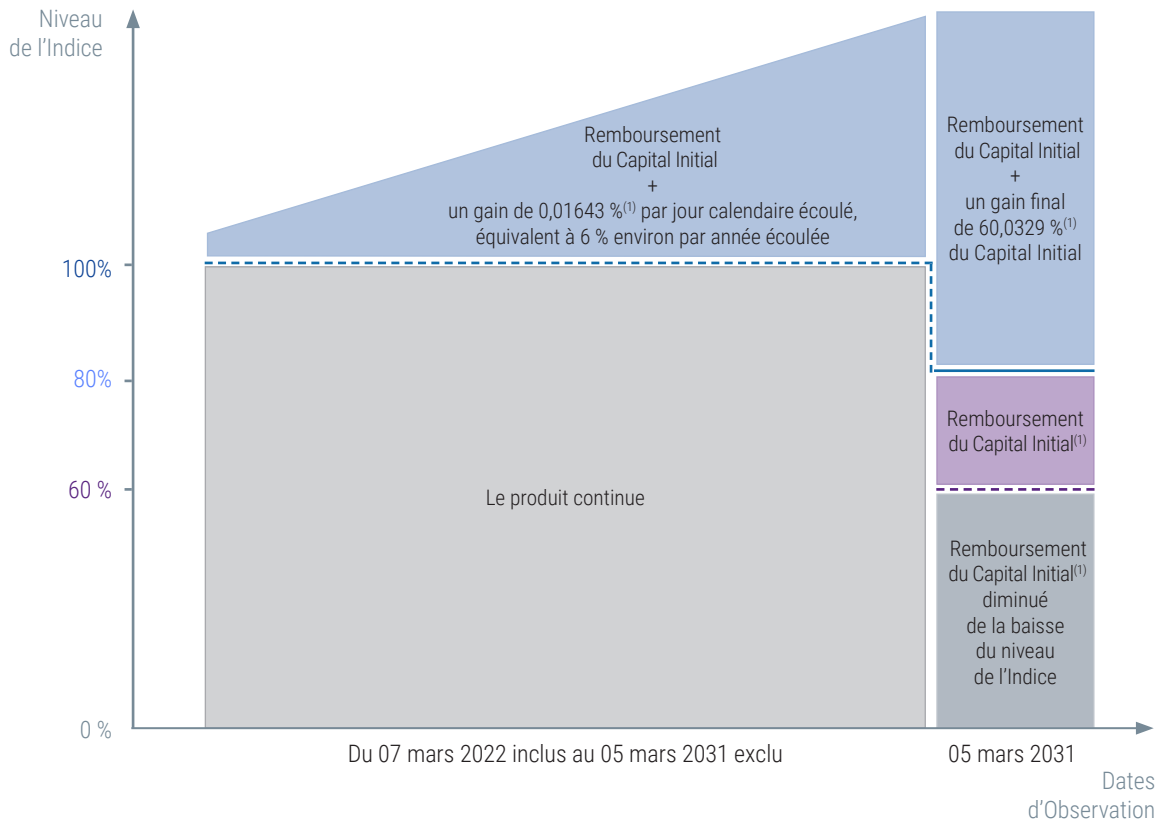 Niveau
de l'Indice
Remboursement
du Capital Initial
+
un gain de 0,01643 %(1) par jour calendaire écoulé,
équivalent à 6 % environ par année écoulée
Remboursement
du Capital Initial
+
un gain final
de 60,0329 %(1)
du Capital Initial
100%
80%
Remboursement
du Capital Initial(1)
60 %
Le produit continue
Remboursement
du Capital Initial(1)
diminué
de la baisse
du niveau
de l'Indice
0 %
Du 07 mars 2022 inclus au 05 mars 2031 exclu
05 mars 2031
Dates
d'Observation